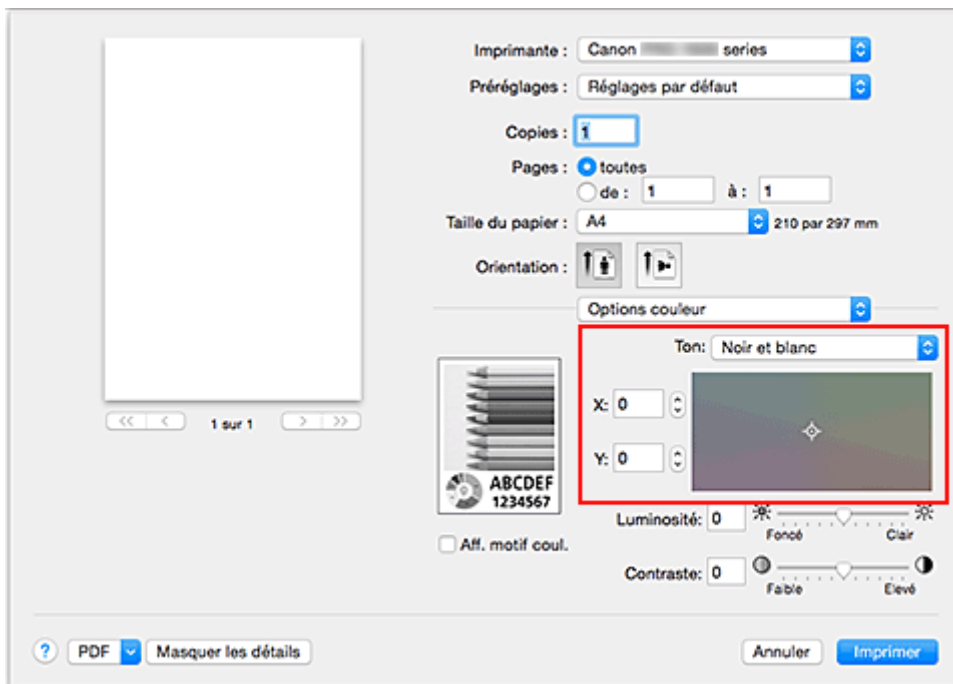 Imprimante : Canon series
Préréglages : Réglages par défaut
Copies : 1
Pages : toutes
de : 1 à : 1
Taille du papier : A4 210 par 297 mm
Orientation :
Options couleur
Ton: Noir et blanc
X: 0
Y: 0
1 sur 1
ABCDEF
1234567
Aff. motif coul.
Luminosité: 0
Foncé Clair
Contraste: 0
Faible Elevé
? PDF Masquer les détails Annuler Imprimer